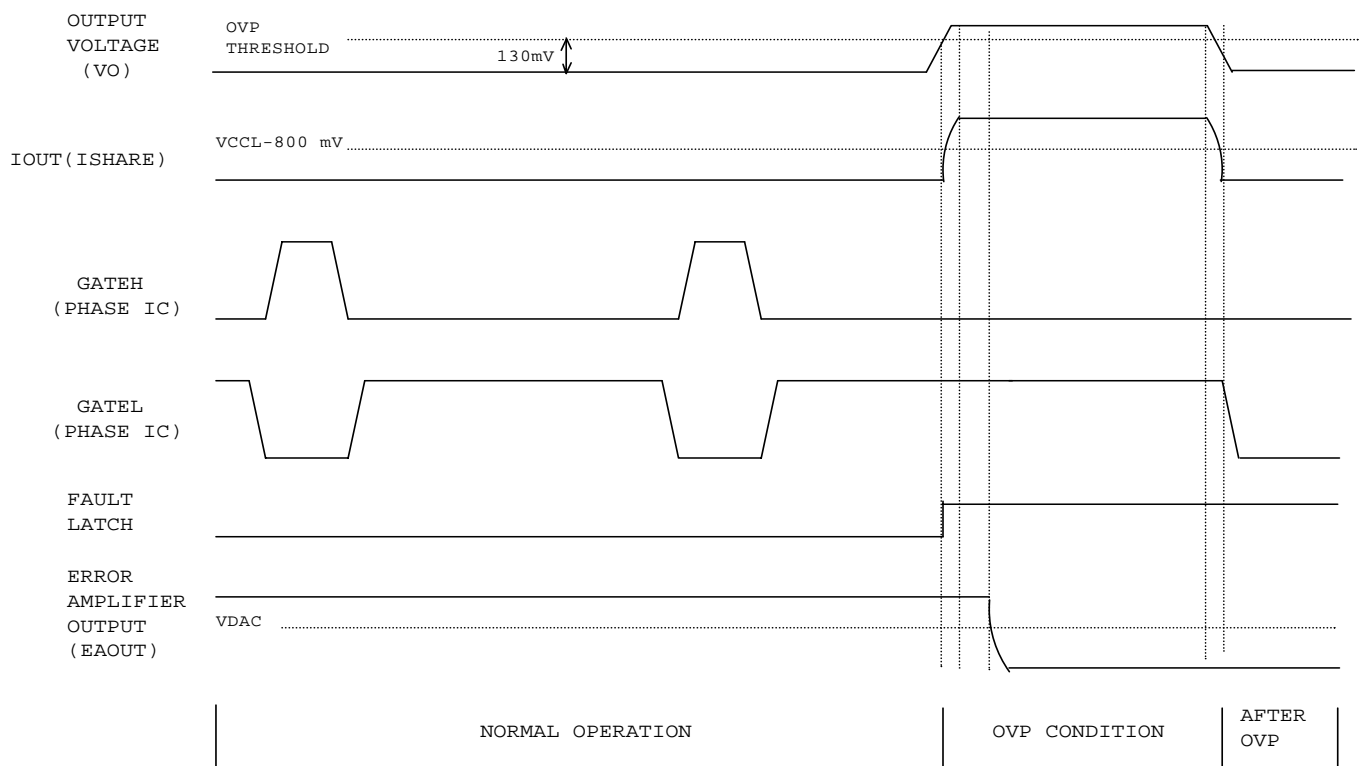 OUTPUT
VOLTAGE
(VO)
OVP
THRESHOLD
130mV
IOUT(ISHARE)
VCCL-800 mV
GATEH
(PHASE IC)
GATEL
(PHASE IC)
FAULT
LATCH
ERROR
AMPLIFIER
OUTPUT
(EAOUT)
VDAC
NORMAL OPERATION
OVP CONDITION
AFTER
OVP